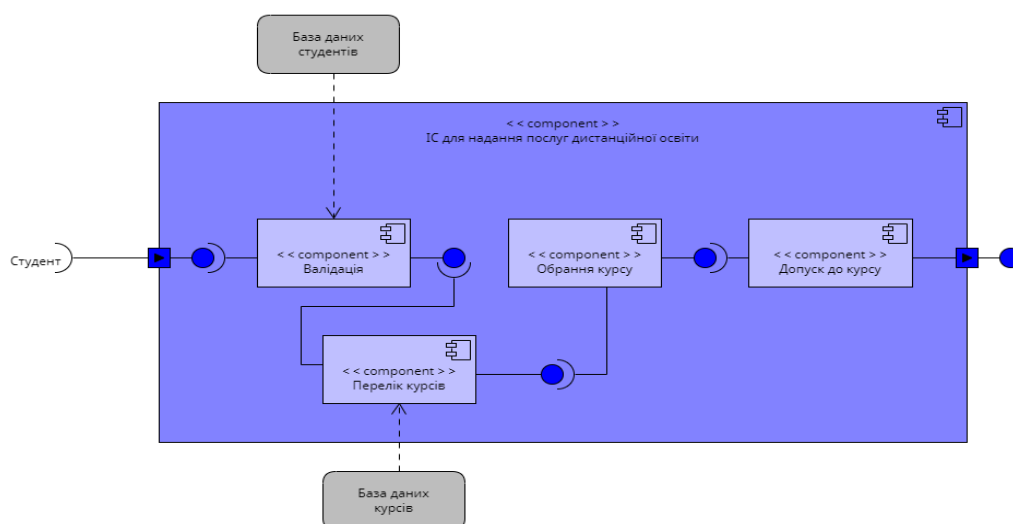 База даних
студентів
< < component > >
ІС для надання послуг дистанційної освіти
Студент
< < component > >
Валідація
< < component > >
Обрання курсу
< < component > >
Допуск до курсу
< < component > >
Перелік курсів
База даних
курсів